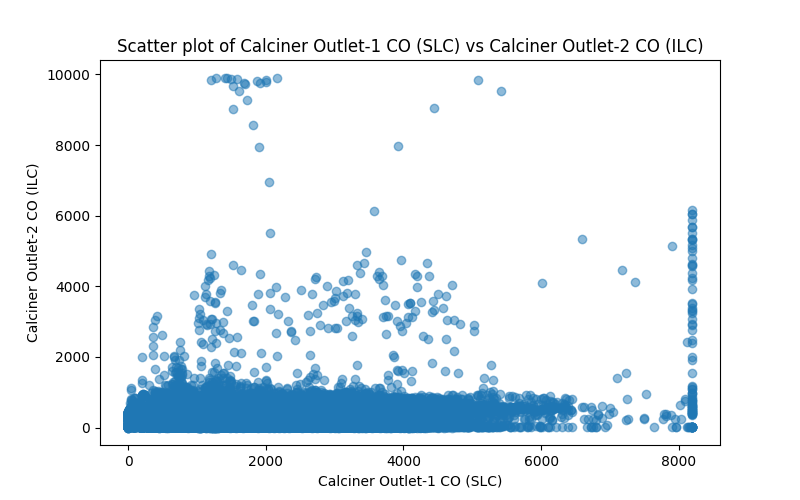 Scatter plot of Calciner Outlet-1 CO (SLC) vs Calciner Outlet-2 CO (ILC)
10000
8000
6000
4000
2000
0
Calciner Outlet-2 CO (ILC)
0 2000 4000 6000 8000
Calciner Outlet-1 CO (SLC)